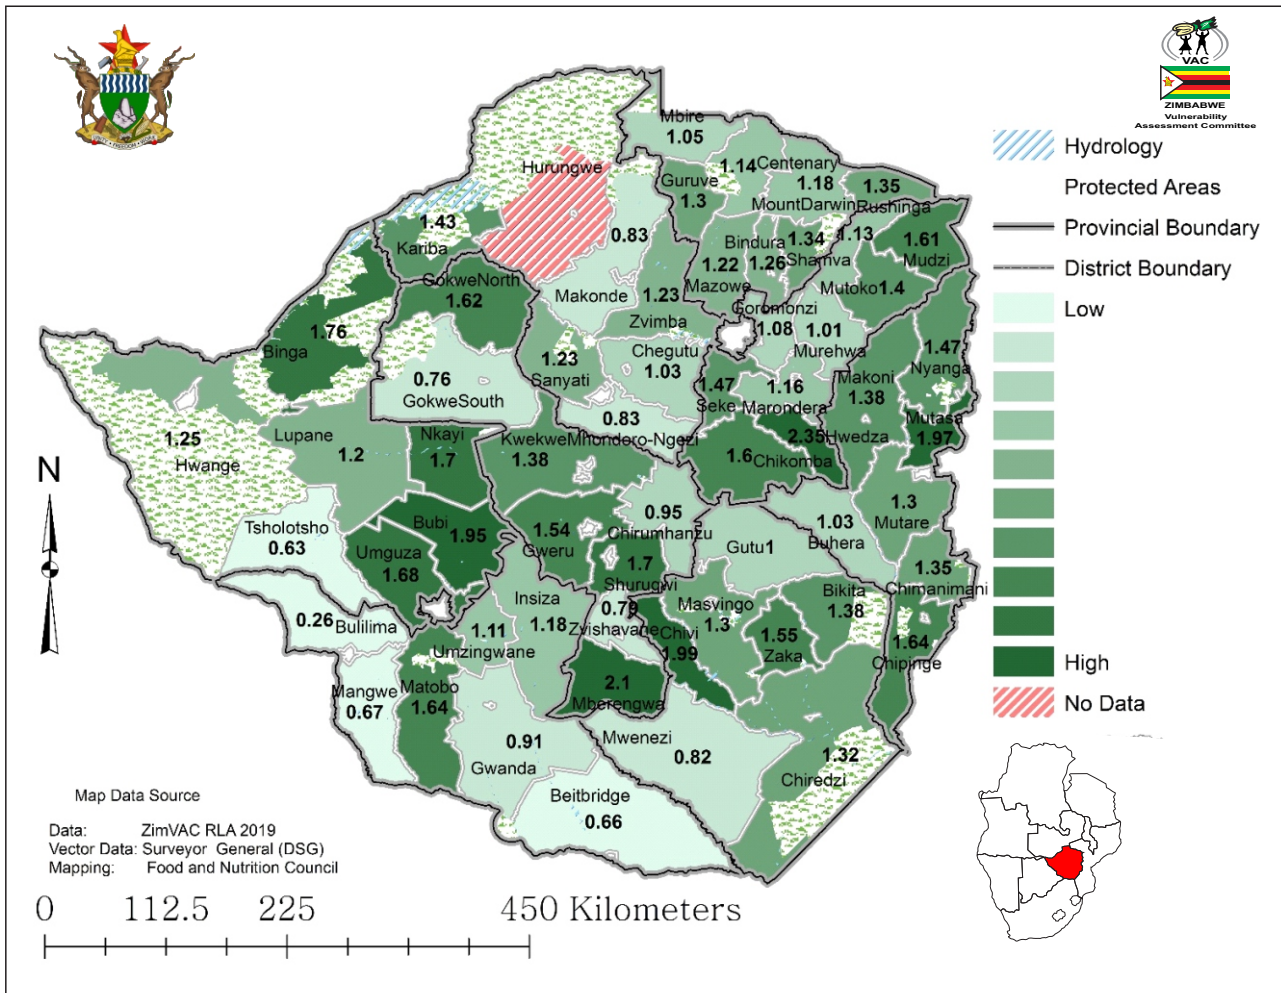 VAC
ZIMBABWE
Vulnerability
Assessment Committee
Hydrology
Protected Areas
Provincial Boundary
District Boundary
Low
High
No Data
Mbire
1.05
Hurungwe
1.14
Centenary
Guruve
1.3
1.18
MountDarwin
1.35
Rushinga
1.43
Kariba
0.83
Makonde
Bindura
1.26
1.34
Shamva
1.13
1.61
Mudzi
1.22
Mazowe
Mutoko
1.4
GokweNorth
1.62
1.23
Zvimba
Goromonzi
1.08
1.01
Murehwa
1.76
Binga
1.23
Sanyati
Chegutu
1.03
1.47
Nyanga
0.76
GokweSouth
1.47
Seke
1.16
Marondera
Makoni
1.38
0.83
Mhondero-Ngezi
Mutasa
1.97
1.25
Hwange
Lupane
1.2
Nkayi
1.7
Kwekwe
1.38
1.6
Chikomba
2.35
Hwedza
Tsholotsho
0.63
Bubi
1.95
0.95
Chirumhanzu
1.03
Buhera
1.3
Mutare
Umguza
1.68
1.54
Gweru
1.7
Shurugwi
Gutu
1
1.35
Chimanimani
0.26
Bulilima
Insiza
1.18
0.79
Zvishavane
Masvingo
1.3
Bikita
1.38
1.11
Umzingwane
Chivi
1.99
1.55
Zaka
1.64
Chipinge
Mangwe
0.67
Matobo
1.64
2.1
Mberengwa
0.91
Gwanda
Mwenezi
0.82
1.32
Chiredzi
Beitbridge
0.66
N
Map Data Source
Data: ZimVAC RLA 2019
Vector Data: Surveyor General (DSG)
Mapping: Food and Nutrition Council
0 112.5 225 450 Kilometers